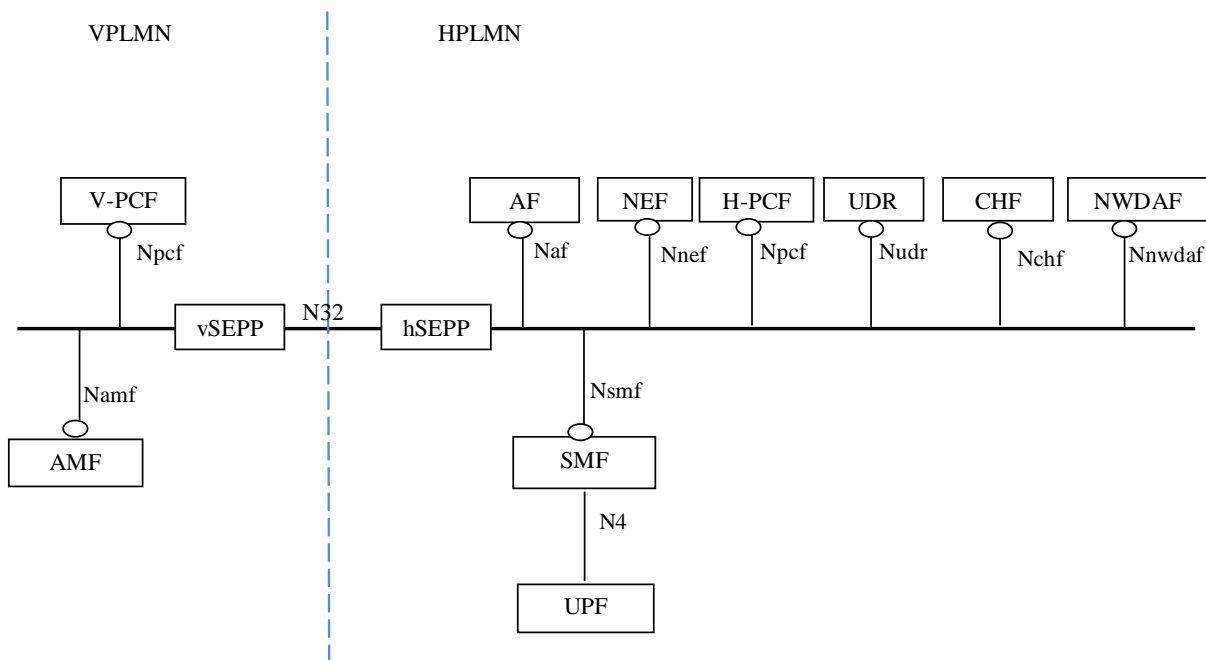 VPLMN
HPLMN
V-PCF
AF
NEF
H-PCF
UDR
CHF
NWDAF
Npcf
Naf
Nnef
Npcf
Nudr
Nchf
Nnwdaf
N32
vSEPP
hSEPP
Namf
Nsmf
AMF
SMF
N4
UPF